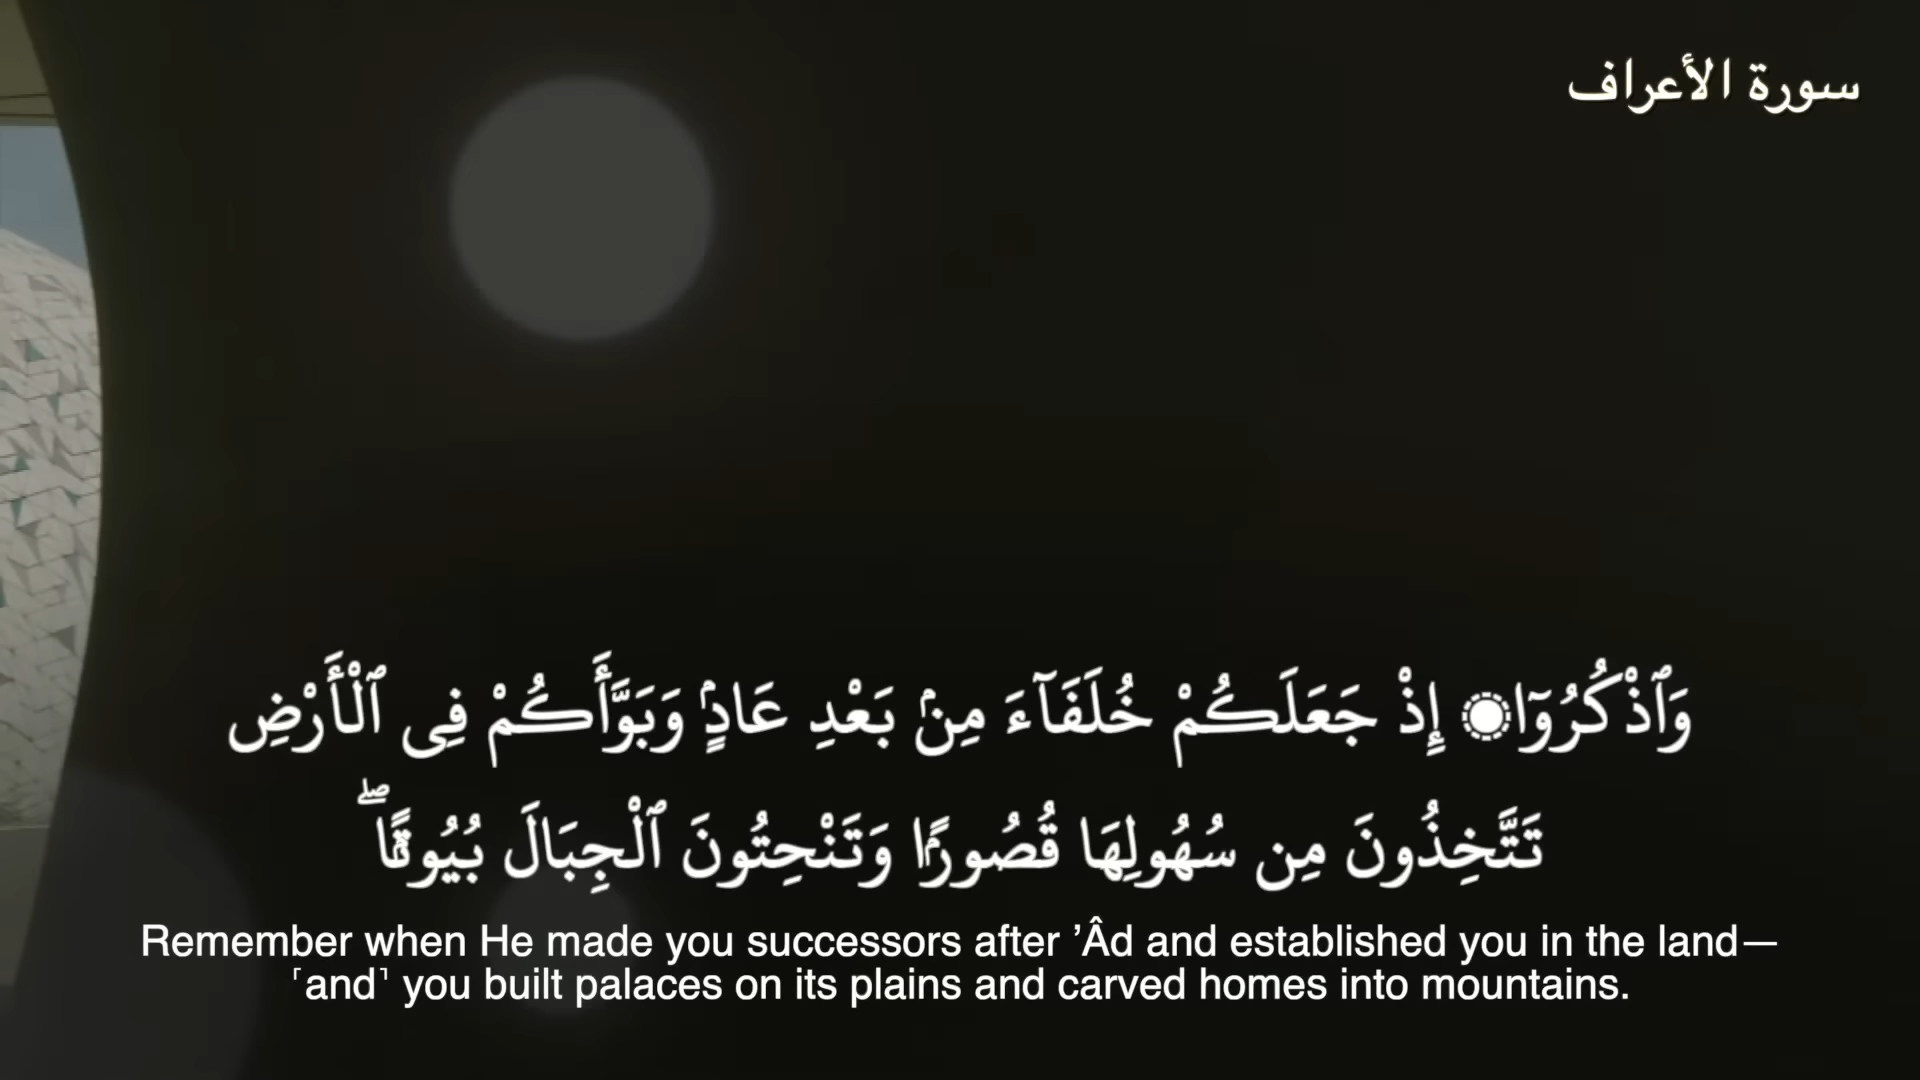 سورة الأعراف
وَٱذْكُرُوٓا۟ إِذْ جَعَلَكُمْ خُلَفَآءَ مِنۢ بَعْدِ عَادٍۢ وَبَوَّأَكُمْ فِى ٱلْأَرْضِ
تَتَّخِذُونَ مِن سُهُولِهَا قُصُورًۭا وَتَنْحِتُونَ ٱلْجِبَالَ بُيُوتًۭا ۖ
Remember when He made you successors after ’Âd and established you in the land—
˹and˺ you built palaces on its plains and carved homes into mountains.